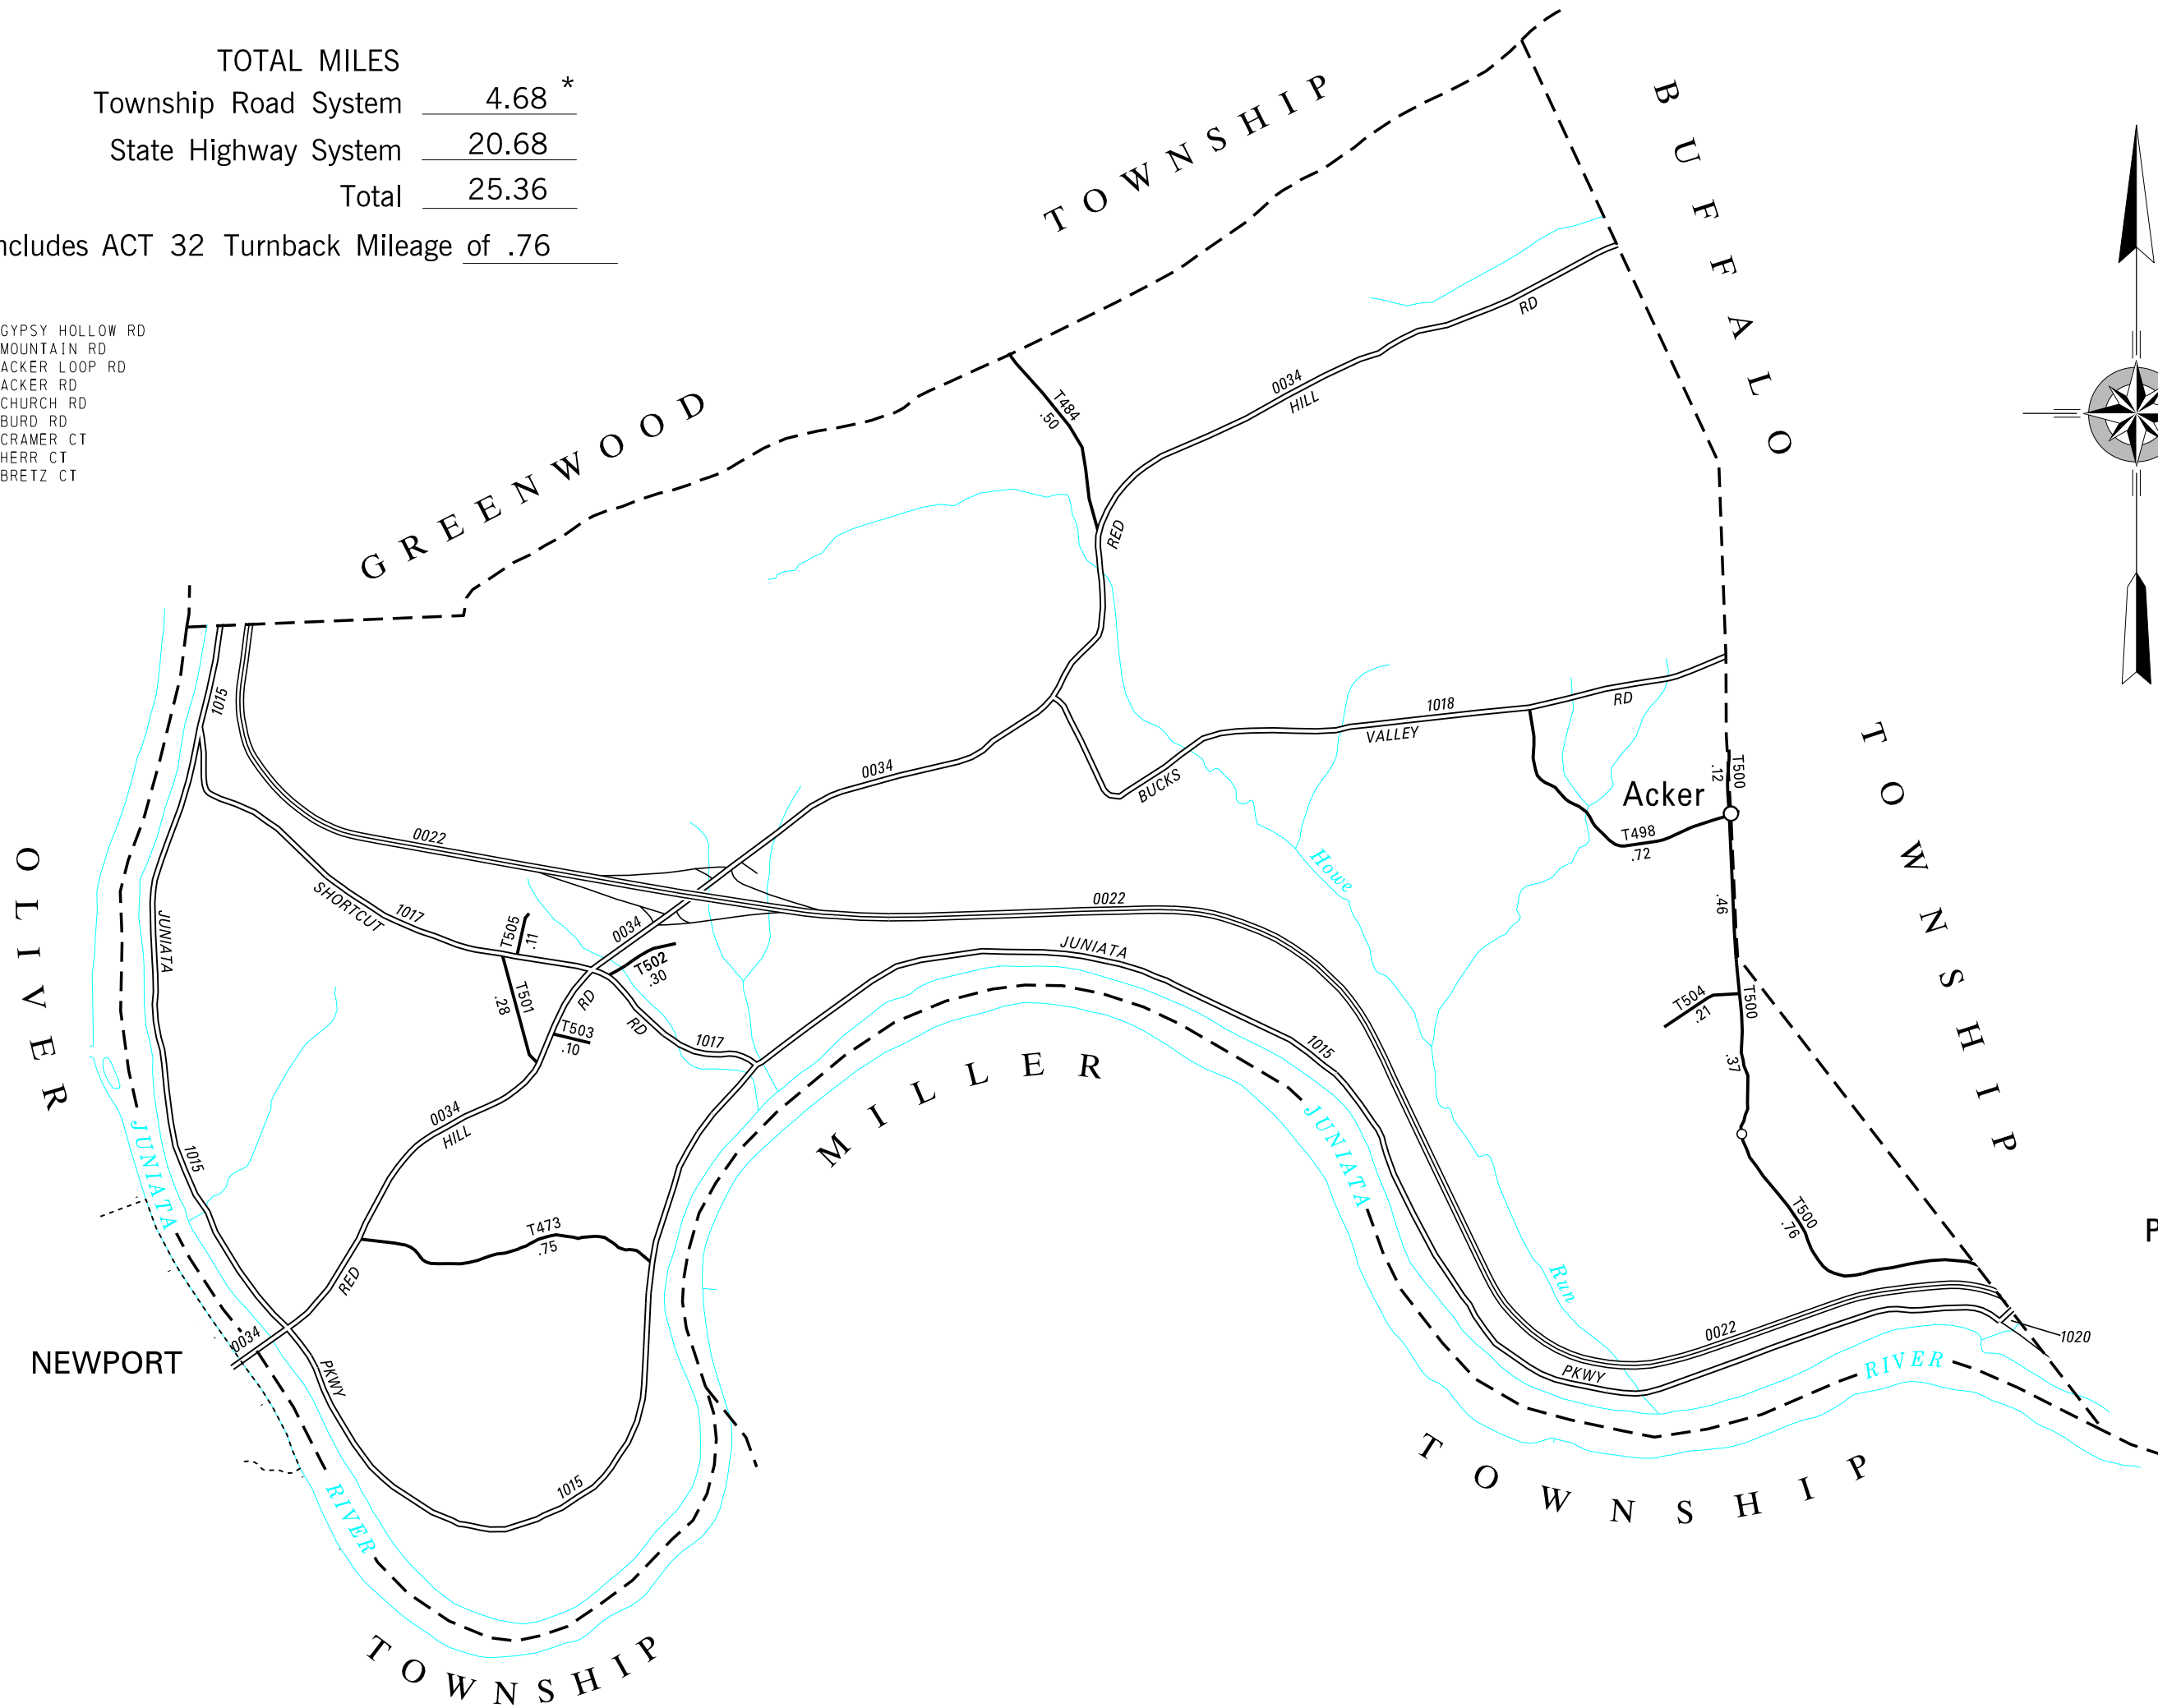 TOTAL MILES
Township Road System 4.68 *
State Highway System 20.68
Total 25.36
ncludes ACT 32 Turnback Mileage of .76
GYPSY HOLLOW RD
MOUNTAIN RD
ACKER LOOP RD
ACKER RD
CHURCH RD
BURD RD
CRAMER CT
HERR CT
BRETZ CT
GREENWOOD
TOWNSHIP
BUFFALO
TOWNSHIP
OLIVER
TOWNSHIP
MILLER
TOWNSHIP
NEWPORT
Acker
P
T484
.50
0034
HILL
RD
RED
1018
VALLEY
RD
BUCKS
0034
T500
.12
T498
.72
.46
T504
.21
T500
.37
T500
.76
1015
0022
SHORTCUT
1017
JUNIATA
T505
.11
T501
.28
0034
T502
.30
RD
RD
T503
.10
1017
0022
JUNIATA
1015
Howe
Run
0034
HILL
1015
T473
.75
RED
0034
PKWY
1015
0022
PKWY
1020
JUNIATA
RIVER
JUNIATA
RIVER